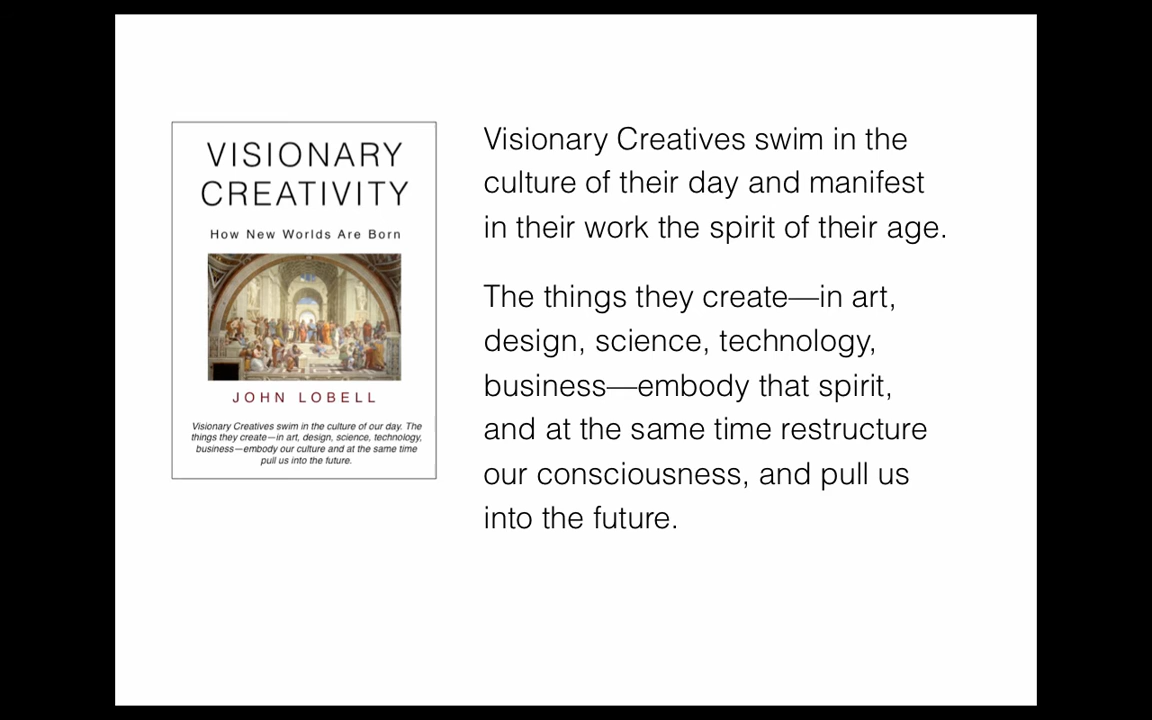 VISIONARY
CREATIVITY
How New Worlds Are Born
JOHN LOBELL
Visionary Creatives swim in the culture of our day. The
things they create—in art, design, science, technology,
business—embody our culture and at the same time
pull us into the future.
Visionary Creatives swim in the
culture of their day and manifest
in their work the spirit of their age.
The things they create—in art,
design, science, technology,
business—embody that spirit,
and at the same time restructure
our consciousness, and pull us
into the future.